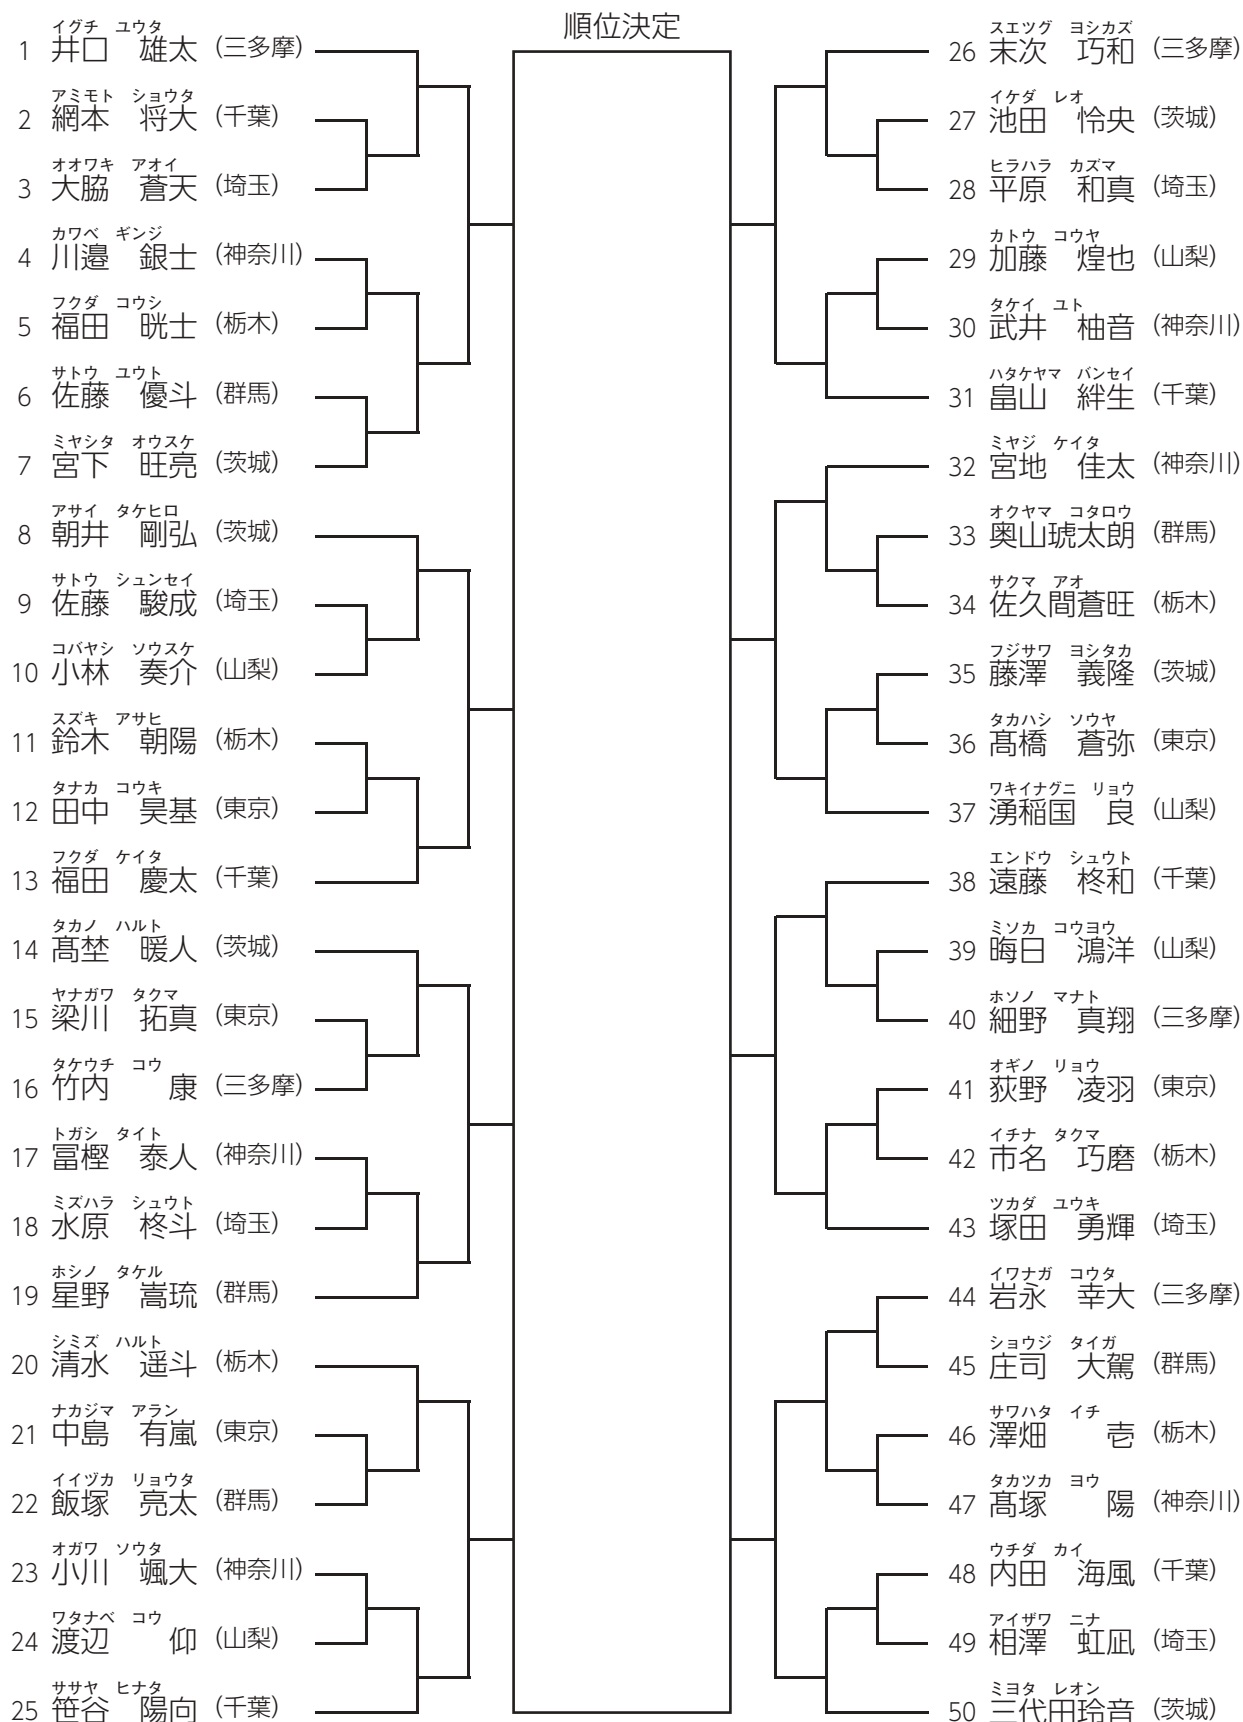 順位決定
イグチ ユウタ
1 井口 雄太 (三多摩)
アミモト ショウタ
2 網本 将大 (千葉)
オオワキ アオイ
3 大脇 蒼天 (埼玉)
カワベ ギンジ
4 川邉 銀士 (神奈川)
フクダ コウシ
5 福田 晄士 (栃木)
サトウ ユウト
6 佐藤 優斗 (群馬)
ミヤシタ オウスケ
7 宮下 旺亮 (茨城)
アサイ タケヒロ
8 朝井 剛弘 (茨城)
サトウ シュンセイ
9 佐藤 駿成 (埼玉)
コバヤシ ソウスケ
10 小林 奏介 (山梨)
スズキ アサヒ
11 鈴木 朝陽 (栃木)
タナカ コウキ
12 田中 昊基 (東京)
フクダ ケイタ
13 福田 慶太 (千葉)
タカノ ハルト
14 髙埜 暖人 (茨城)
ヤナガワ タクマ
15 梁川 拓真 (東京)
タケウチ コウ
16 竹内 康 (三多摩)
トガシ タイト
17 冨樫 泰人 (神奈川)
ミズハラ シュウト
18 水原 柊斗 (埼玉)
ホシノ タケル
19 星野 嵩琉 (群馬)
シミズ ハルト
20 清水 遥斗 (栃木)
ナカジマ アラン
21 中島 有嵐 (東京)
イイヅカ リョウタ
22 飯塚 亮太 (群馬)
オガワ ソウタ
23 小川 颯大 (神奈川)
ワタナベ コウ
24 渡辺 仰 (山梨)
ササヤ ヒナタ
25 笹谷 陽向 (千葉)
スエツグ ヨシカズ
26 末次 巧和 (三多摩)
イケダ レオ
27 池田 怜央 (茨城)
ヒラハラ カズマ
28 平原 和真 (埼玉)
カトウ コウヤ
29 加藤 煌也 (山梨)
タケイ ユト
30 武井 柚音 (神奈川)
ハタケヤマ バンセイ
31 畠山 絆生 (千葉)
ミヤジ ケイタ
32 宮地 佳太 (神奈川)
オクヤマ コタロウ
33 奥山琥太朗 (群馬)
サクマ アオ
34 佐久間蒼旺 (栃木)
フジサワ ヨシタカ
35 藤澤 義隆 (茨城)
タカハシ ソウヤ
36 髙橋 蒼弥 (東京)
ワキイナグニ リョウ
37 湧稲国 良 (山梨)
エンドウ シュウト
38 遠藤 柊和 (千葉)
ミソカ コウヨウ
39 晦日 鴻洋 (山梨)
ホソノ マナト
40 細野 真翔 (三多摩)
オギノ リョウ
41 荻野 凌羽 (東京)
イチナ タクマ
42 市名 巧磨 (栃木)
ツカダ ユウキ
43 塚田 勇輝 (埼玉)
イワナガ コウタ
44 岩永 幸大 (三多摩)
ショウジ タイガ
45 庄司 大駕 (群馬)
サワハタ イチ
46 澤畑 壱 (栃木)
タカツカ ヨウ
47 髙塚 陽 (神奈川)
ウチダ カイ
48 内田 海風 (千葉)
アイザワ ニナ
49 相澤 虹凪 (埼玉)
ミヨタ レオン
50 三代田玲音 (茨城)